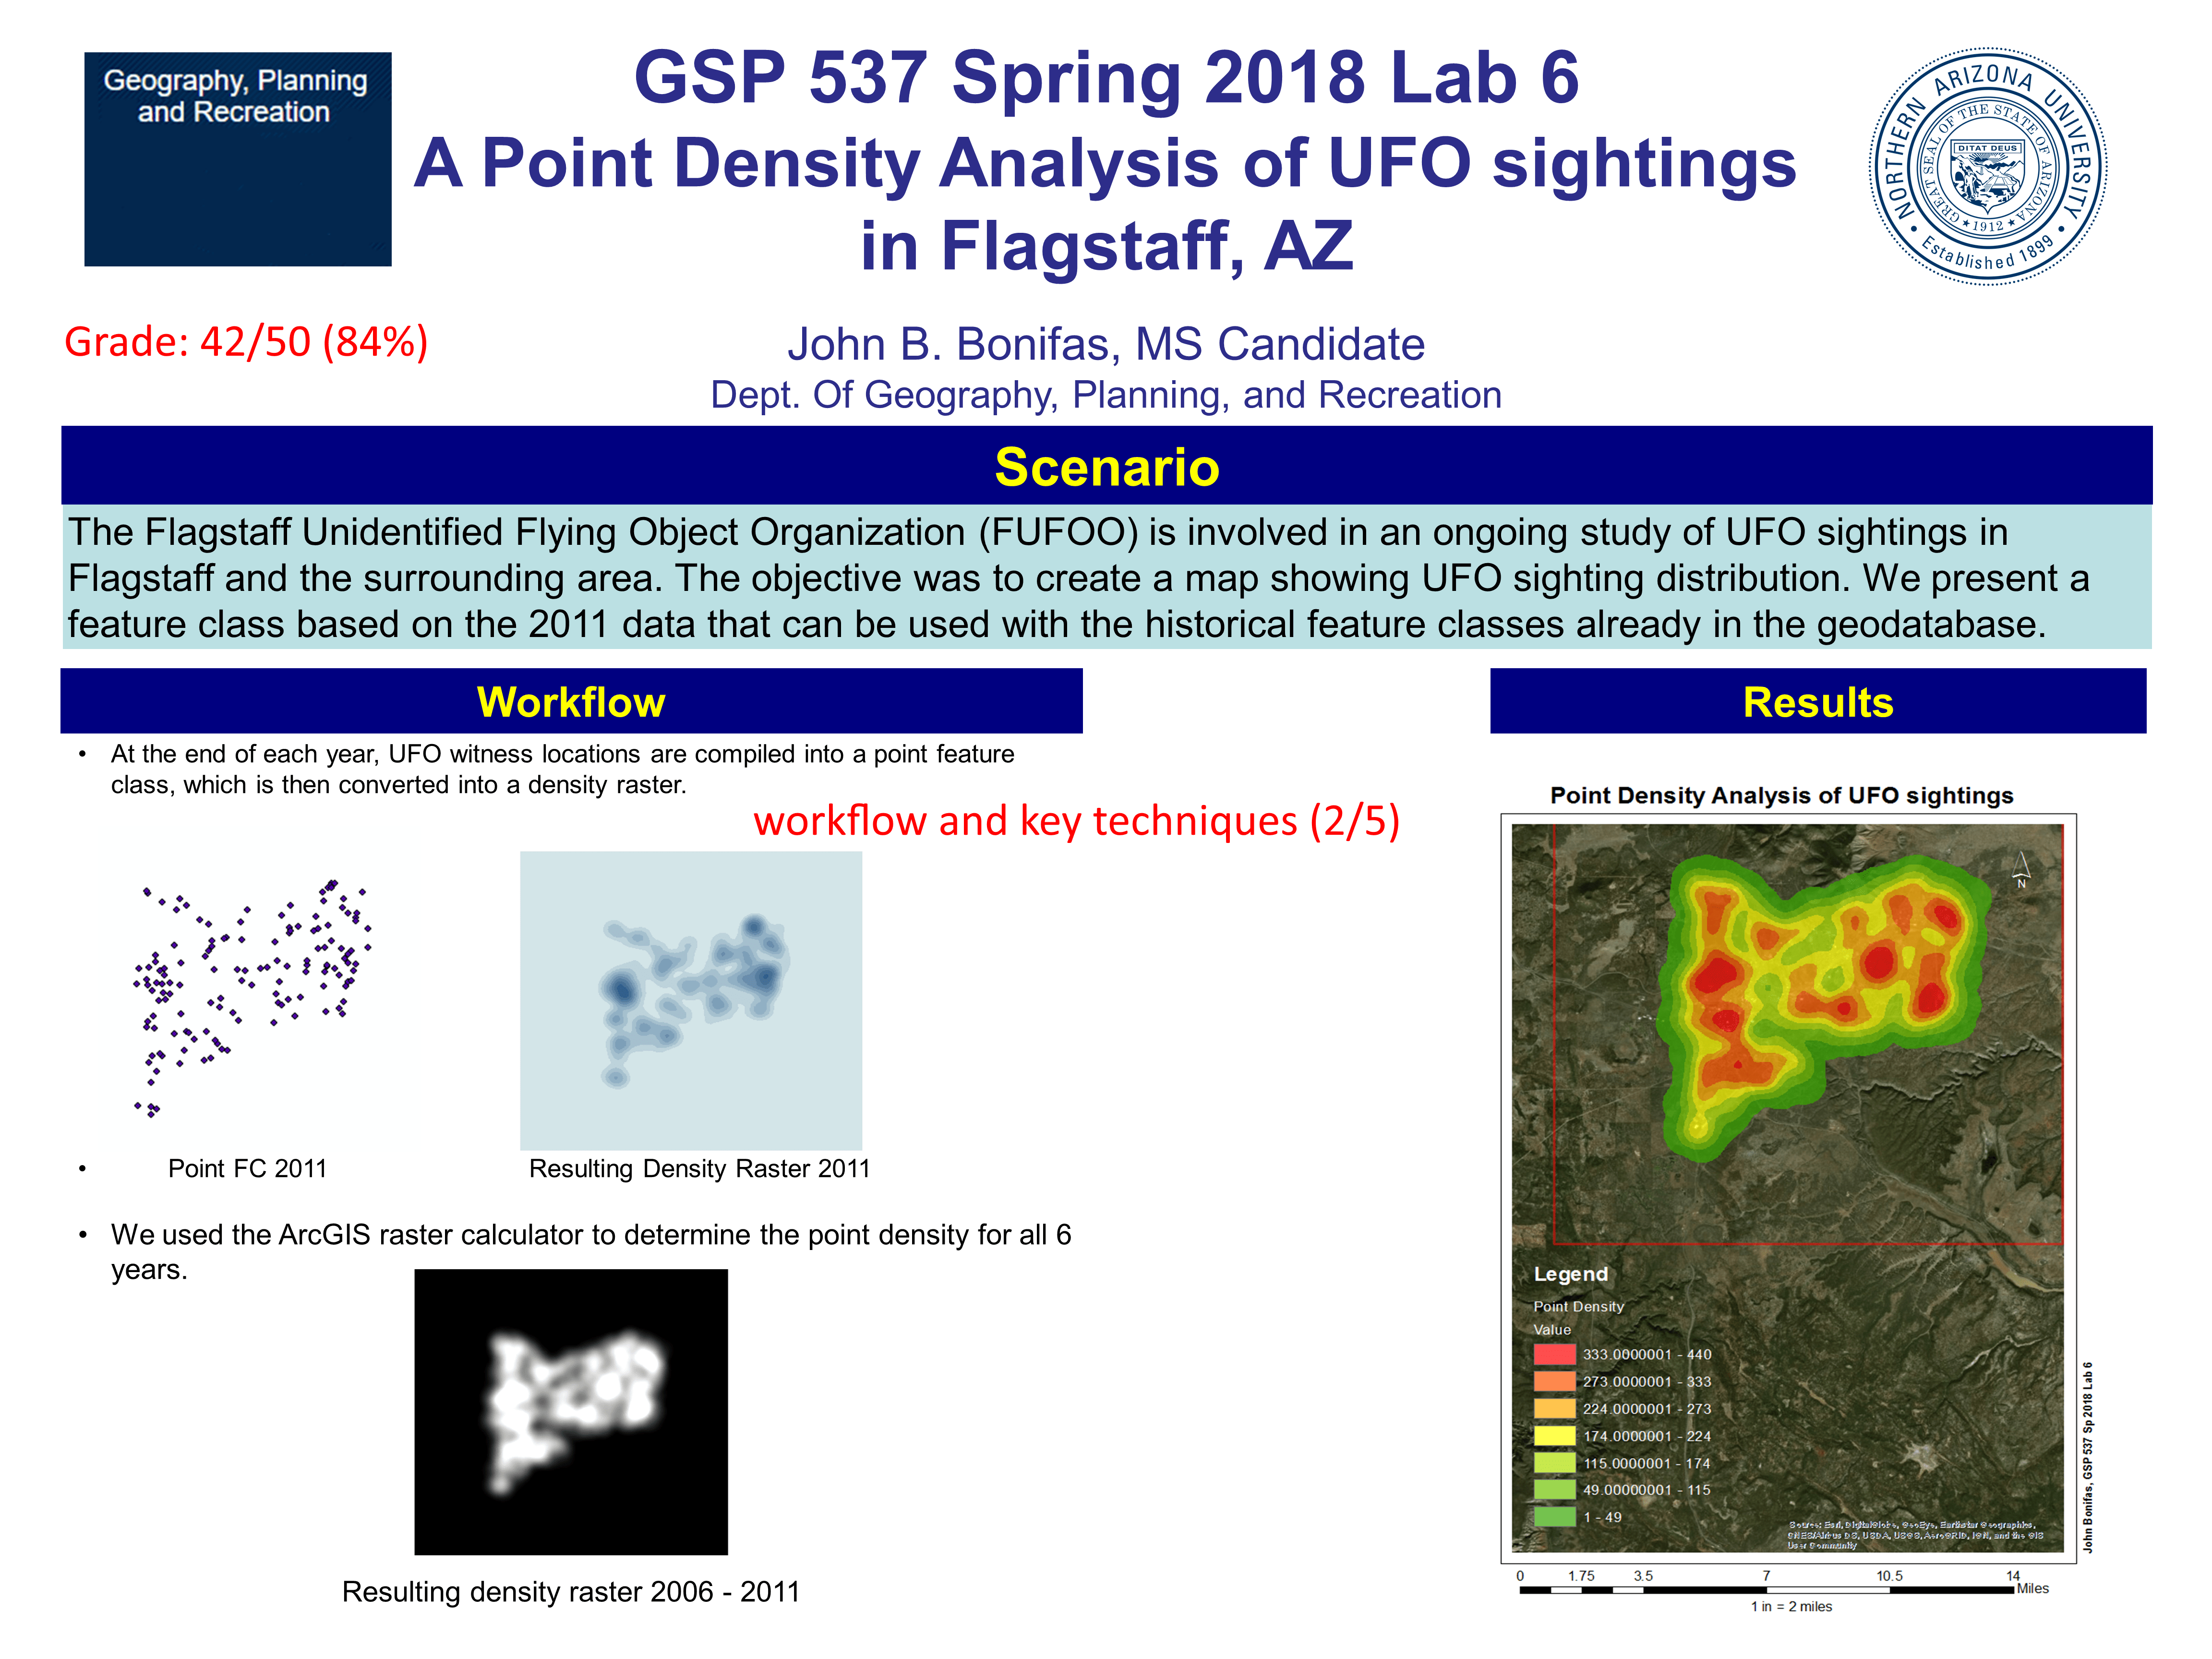 Geography, Planning
and Recreation
GSP 537 Spring 2018 Lab 6
A Point Density Analysis of UFO sightings
in Flagstaff, AZ
NORTHERN ARIZONA UNIVERSITY
• Established 1899 •
GREAT SEAL OF THE STATE OF ARIZONA
★ 1912 ★
DITAT DEUS
Grade: 42/50 (84%)
John B. Bonifas, MS Candidate
Dept. Of Geography, Planning, and Recreation
Scenario
The Flagstaff Unidentified Flying Object Organization (FUFOO) is involved in an ongoing study of UFO sightings in
Flagstaff and the surrounding area. The objective was to create a map showing UFO sighting distribution. We present a
feature class based on the 2011 data that can be used with the historical feature classes already in the geodatabase.
Workflow
• At the end of each year, UFO witness locations are compiled into a point feature
class, which is then converted into a density raster.
workflow and key techniques (2/5)
• Point FC 2011
Resulting Density Raster 2011
• We used the ArcGIS raster calculator to determine the point density for all 6
years.
Resulting density raster 2006 - 2011
Results
Point Density Analysis of UFO sightings
N
Legend
Point Density
Value
333.0000001 - 440
273.0000001 - 333
224.0000001 - 273
174.0000001 - 224
115.0000001 - 174
49.00000001 - 115
1 - 49
Source: Esri, DigitalGlobe, GeoEye, Earthstar Geographics,
CNES/Airbus DS, USDA, USGS, AeroGRID, IGN, and the GIS
User Community
John Bonifas, GSP 537 Sp 2018 Lab 6
0 1.75 3.5 7 10.5 14
Miles
1 in = 2 miles